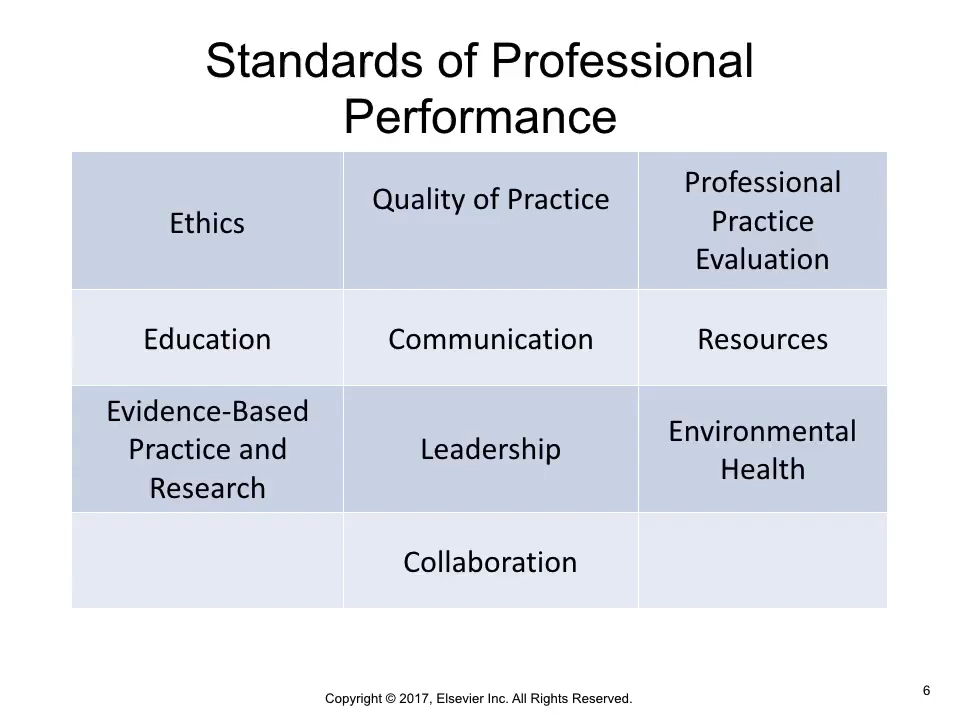 Standards of Professional
Performance
Ethics
Quality of Practice
Professional
Practice
Evaluation
Education
Communication
Resources
Evidence-Based
Practice and
Research
Leadership
Environmental
Health
Collaboration
Copyright © 2017, Elsevier Inc. All Rights Reserved.
6